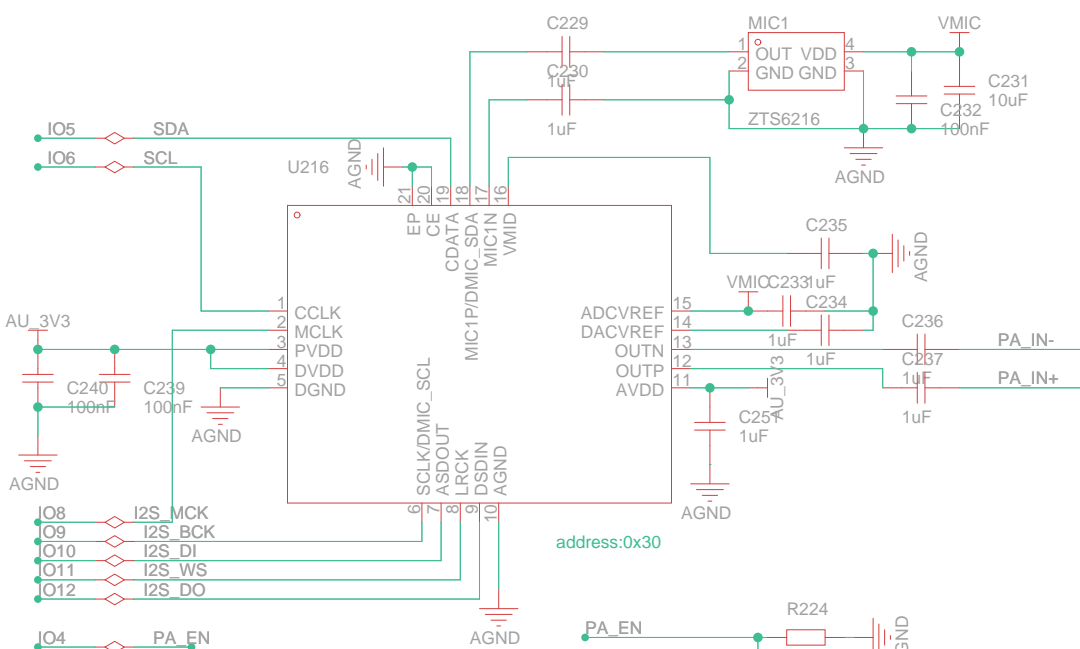 C229
MIC1
VMIC
1
OUT
VDD
4
2
GND
GND
3
C230
1uF
C231
10uF
C232
100nF
1uF
ZTS6216
IO5
SDA
IO6
SCL
U216
AGND
AGND
21
20
19
18
17
16
EP
CE
CDATA
MIC1P/DMIC_SDA
MIC1N
VMID
C235
1uF
AGND
VMIC
C233
C234
1
CCLK
ADCVREF
15
AU_3V3
2
MCLK
DACVREF
14
C236
3
PVDD
OUTN
13
1uF
1uF
PA_IN-
4
DVDD
OUTP
12
C237
1uF
5
DGND
AVDD
11
AU_3V3
PA_IN+
C240
100nF
C239
100nF
1uF
AGND
C251
1uF
SCLK/DMIC_SCL
ASDOUT
LRCK
DSDIN
AGND
AGND
6
7
8
9
10
AGND
IO8
I2S_MCK
IO9
I2S_BCK
IO10
I2S_DI
IO11
I2S_WS
IO12
I2S_DO
address:0x30
AGND
IO4
PA_EN
PA_EN
R224